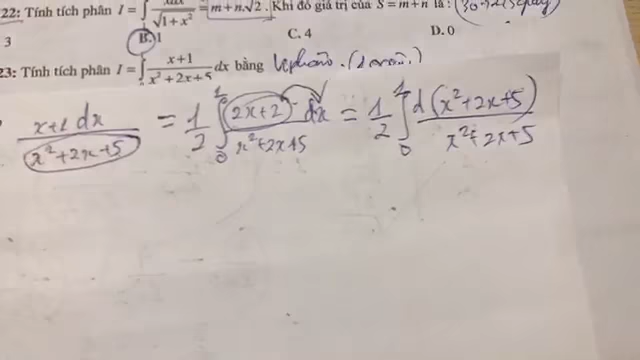 22: Tính tích phân I = ∫ / √1+x² = m+n.√2 . Khi đó giá trị của S = m+n là :
3 B. 1 C. 4 D. 0
23: Tính tích phân I = ∫ x+1 / x²+2x+5 dx bằng
x+1 dx / x²+2x+5 = 1/2 ∫₀¹ (2x+2) dx / x²+2x+5 = 1/2 ∫₀¹ d(x²+2x+5) / x²+2x+5